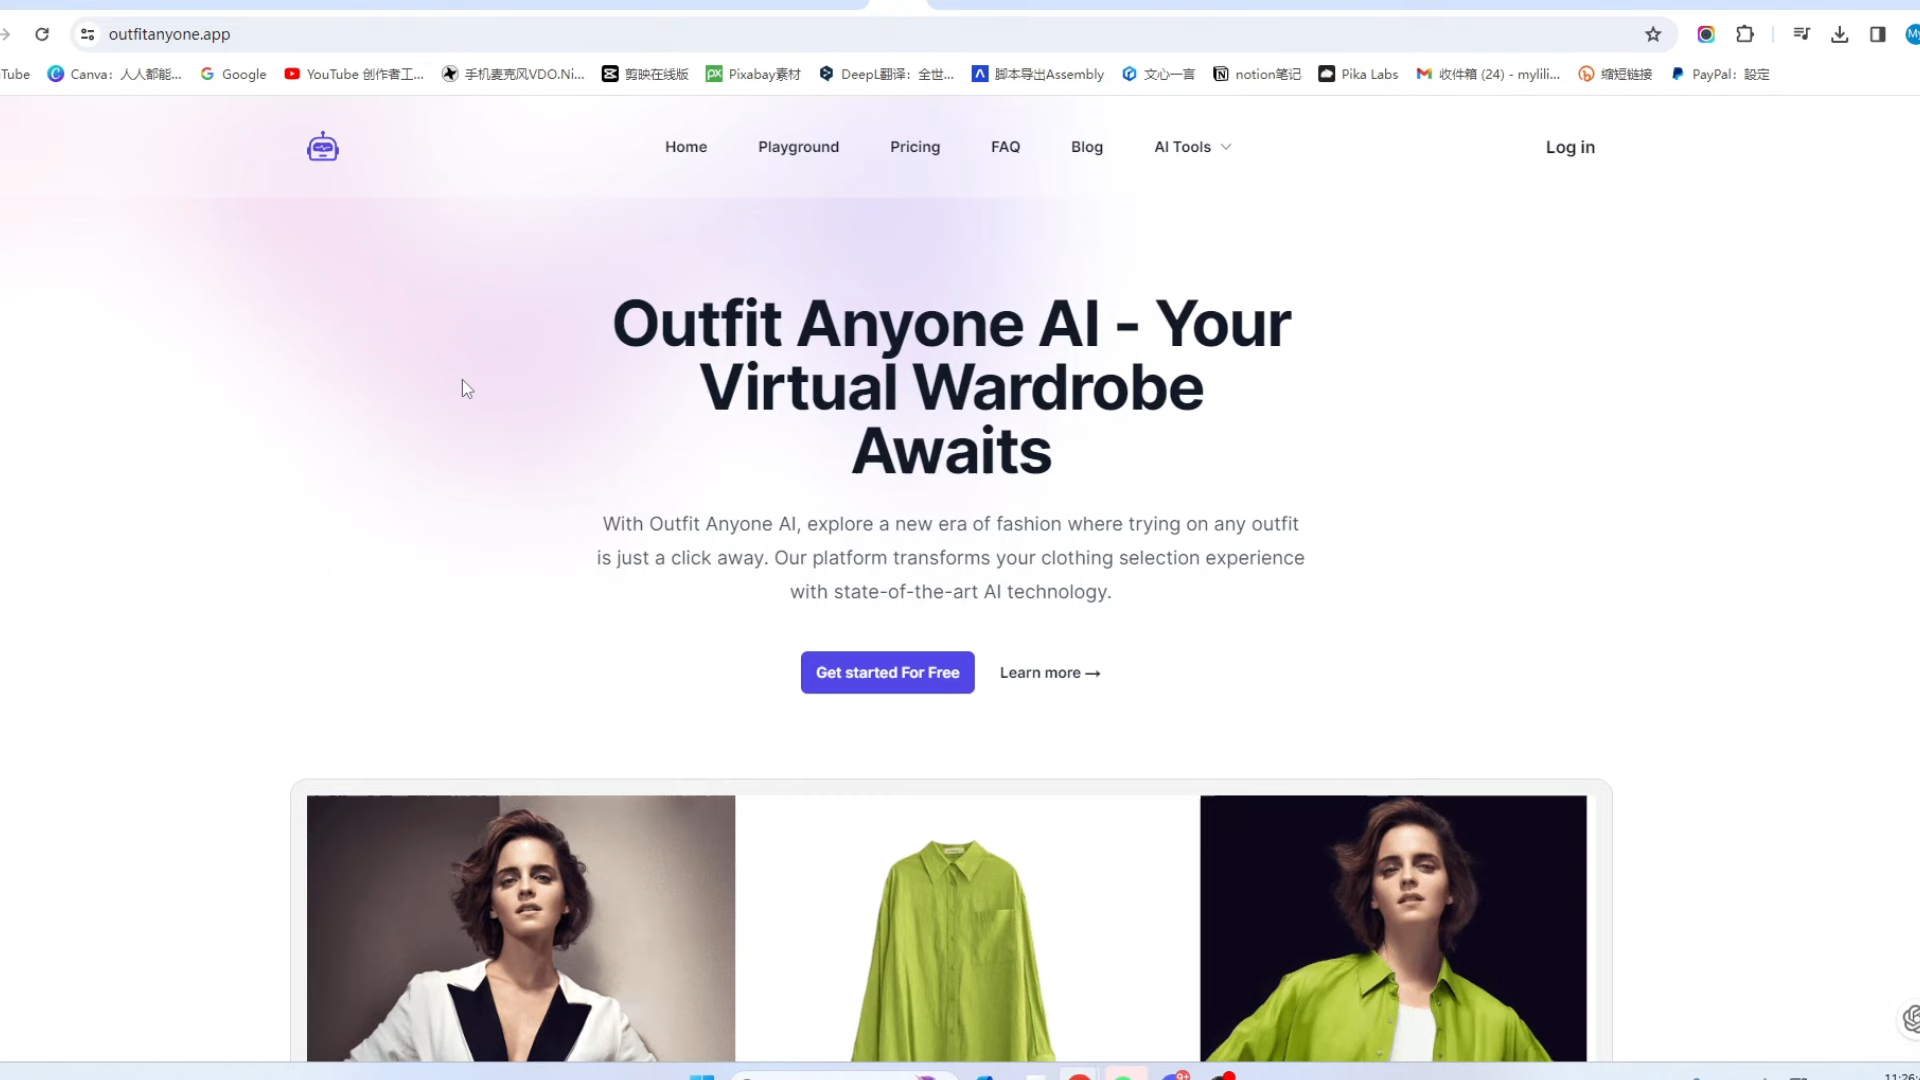 outfitanyone.app
Tube Canva：人人都能... Google YouTube 创作者工... 手机麦克风VDO.Ni... 剪映在线版 Pixabay素材 DeepL翻译：全世... 脚本导出Assembly 文心一言 notion笔记 Pika Labs 收件箱 (24) - mylili... 缩短链接 PayPal：設定
Home Playground Pricing FAQ Blog AI Tools Log in
Outfit Anyone AI - Your
Virtual Wardrobe
Awaits
With Outfit Anyone AI, explore a new era of fashion where trying on any outfit
is just a click away. Our platform transforms your clothing selection experience
with state-of-the-art AI technology.
Get started For Free Learn more →